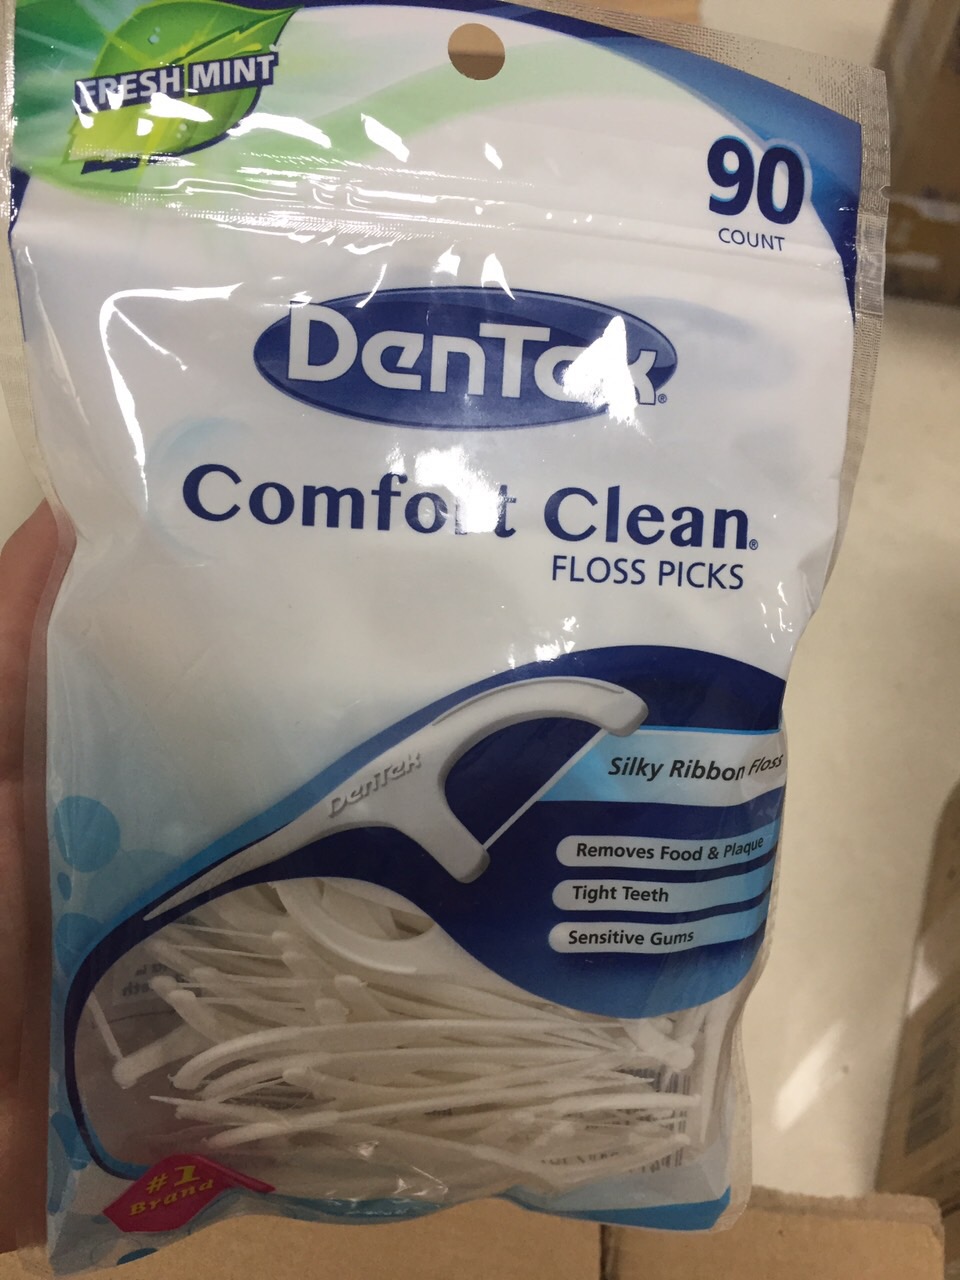 FRESH MINT
90
COUNT
DenTek®
Comfort Clean®
FLOSS PICKS
DenTek
Silky Ribbon Floss
Removes Food & Plaque
Tight Teeth
Sensitive Gums
#1
Brand